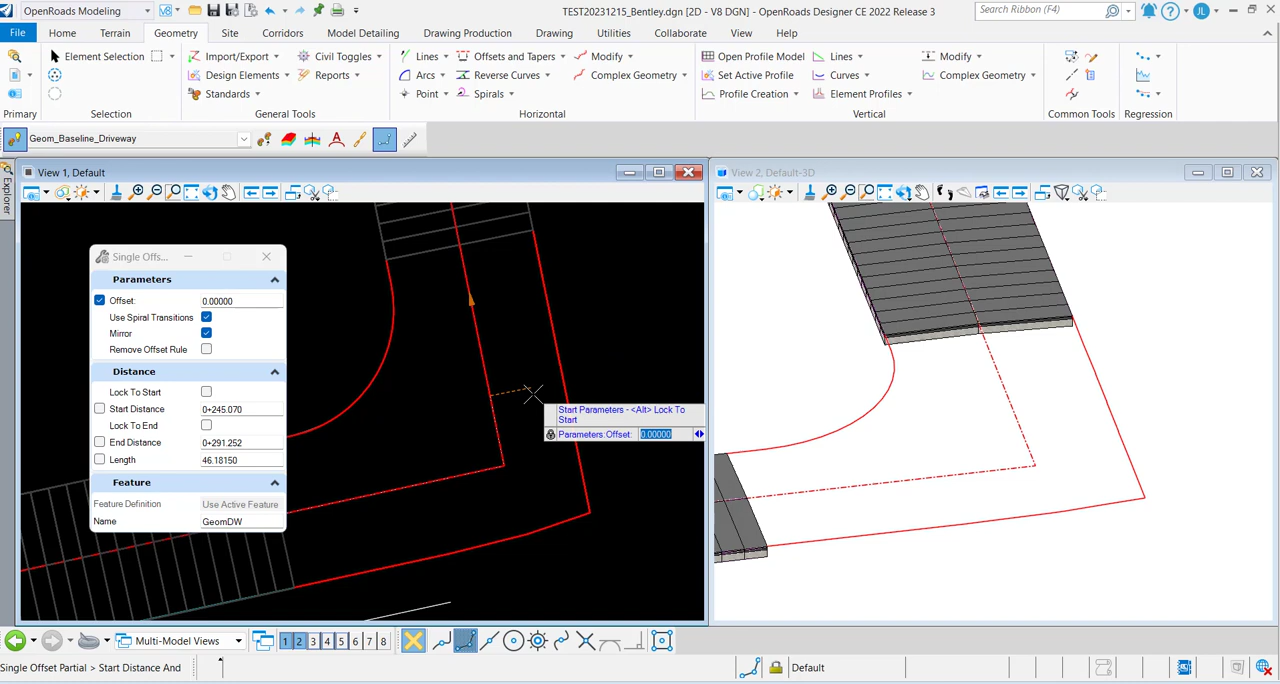 OpenRoads Modeling
TEST20231215_Bentley.dgn [2D - V8 DGN] - OpenRoads Designer CE 2022 Release 3
Search Ribbon (F4)
JL
File Home Terrain Geometry Site Corridors Model Detailing Drawing Production Drawing Utilities Collaborate View Help
Element Selection Import/Export Civil Toggles Lines Offsets and Tapers Modify Open Profile Model Lines Modify
Design Elements Reports Arcs Reverse Curves Complex Geometry Set Active Profile Curves Complex Geometry
Standards Point Spirals Profile Creation Element Profiles
Primary Selection General Tools Horizontal Vertical Common Tools Regression
Geom_Baseline_Driveway
View 1, Default
View 2, Default-3D
Explorer
Single Offs...
Parameters
Offset: 0.00000
Use Spiral Transitions
Mirror
Remove Offset Rule
Distance
Lock To Start
Start Distance 0+245.070
Lock To End
End Distance 0+291.252
Length 46.18150
Feature
Feature Definition Use Active Feature
Name GeomDW
Start Parameters - <Alt> Lock To
Start
Parameters:Offset: 0.00000
Multi-Model Views 1 2 3 4 5 6 7 8
Single Offset Partial > Start Distance And
Default